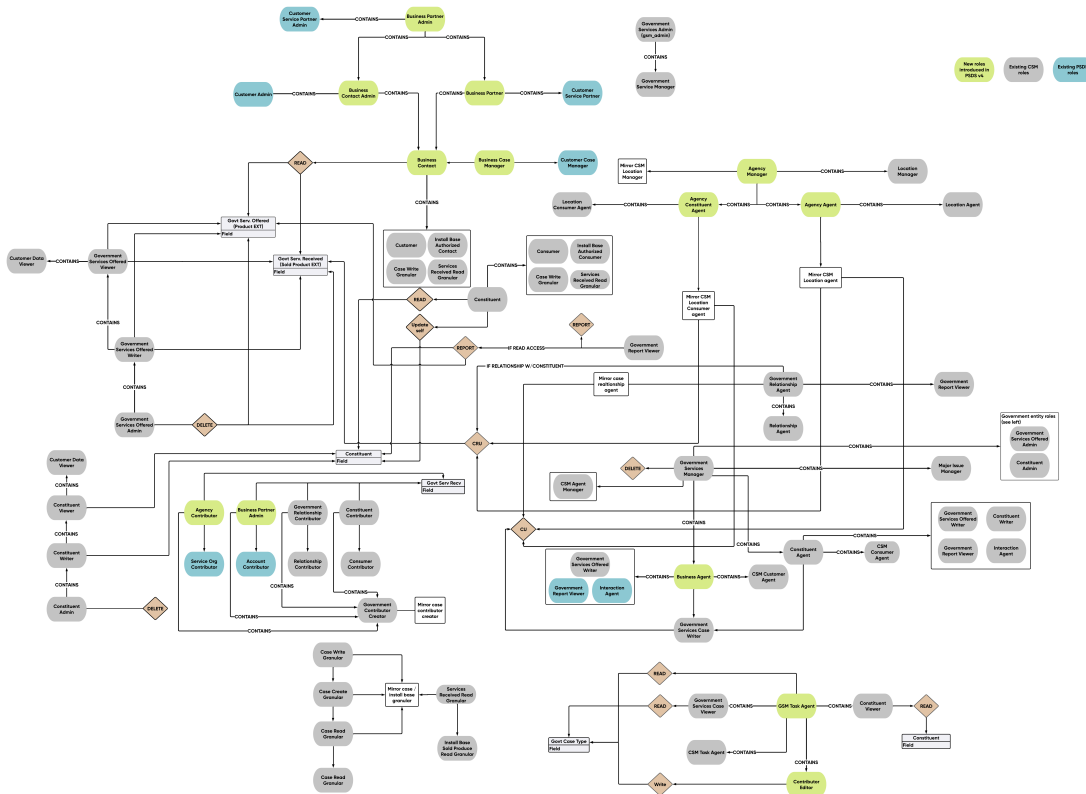 Customer
Service Partner
Admin
CONTAINS
Business Partner
Admin
CONTAINS
CONTAINS
Government
Services Admin
(gsm_admin)
CONTAINS
Government
Service Manager
New roles
introduced in
PSDS v4
Existing CSM
roles
Existing PSDS
roles
Customer Admin
CONTAINS
Business
Contact Admin
CONTAINS
CONTAINS
Business Partner
CONTAINS
Customer
Service Partner
READ
Business
Contact
Business Case
Manager
Customer Case
Manager
CONTAINS
Mirror CSM
Location
Manager
Agency
Manager
CONTAINS
Location
Manager
Location
Consumer Agent
CONTAINS
Agency
Constituent
Agent
CONTAINS
CONTAINS
Agency Agent
CONTAINS
Location Agent
Govt Serv. Offered
(Product EXT)
Field
Govt Serv. Received
(Sold Product EXT)
Field
Customer Data
Viewer
CONTAINS
Government
Services Offered
Viewer
CONTAINS
Government
Services Offered
Writer
CONTAINS
Government
Services Offered
Admin
DELETE
Customer
Install Base
Authorized
Contact
Case Write
Granular
Services
Received Read
Granular
CONTAINS
Consumer
Install Base
Authorized
Consumer
Case Write
Granular
Services
Received Read
Granular
READ
Constituent
Update
self
REPORT
IF READ ACCESS
REPORT
Government
Report Viewer
Mirror CSM
Location
Consumer
agent
Mirror CSM
Location agent
IF RELATIONSHIP W/CONSTITUENT
Mirror case
realtionship
agent
Government
Relationship
Agent
CONTAINS
Government
Report Viewer
CONTAINS
Relationship
Agent
CRU
Constituent
Field
Government entity roles
(see left)
Government
Services Offered
Admin
Constituent
Admin
CONTAINS
DELETE
Government
Services
Manager
CONTAINS
Major Issue
Manager
CSM Agent
Manager
Customer Data
Viewer
CONTAINS
Constituent
Viewer
CONTAINS
Constituent
Writer
CONTAINS
Constituent
Admin
DELETE
Govt Serv Recv
Field
Agency
Contributor
Business Partner
Admin
Government
Relationship
Contributor
Constituent
Contributor
Service Org
Contributor
Account
Contributor
Relationship
Contributor
Consumer
Contributor
CONTAINS
CONTAINS
CONTAINS
CONTAINS
Government
Contributor
Creator
Mirror case
contributor
creator
CU
CONTAINS
CONTAINS
Government
Services Offered
Writer
Government
Report Viewer
Interaction
Agent
CONTAINS
Business Agent
CONTAINS
CSM Customer
Agent
Constituent
Agent
CONTAINS
CSM
Consumer
Agent
CONTAINS
Government
Services Offered
Writer
Constituent
Writer
Government
Report Viewer
Interaction
Agent
Government
Services Case
Writer
Case Write
Granular
Case Create
Granular
Case Read
Granular
Case Read
Granular
Mirror case /
install base
granular
Services
Received Read
Granular
Install Base
Sold Produce
Read Granular
READ
READ
Government
Services Case
Viewer
CONTAINS
GSM Task Agent
CONTAINS
Constituent
Viewer
READ
Constituent
Field
Govt Case Type
Field
CSM Task Agent
CONTAINS
CONTAINS
Write
Contributor
Editor